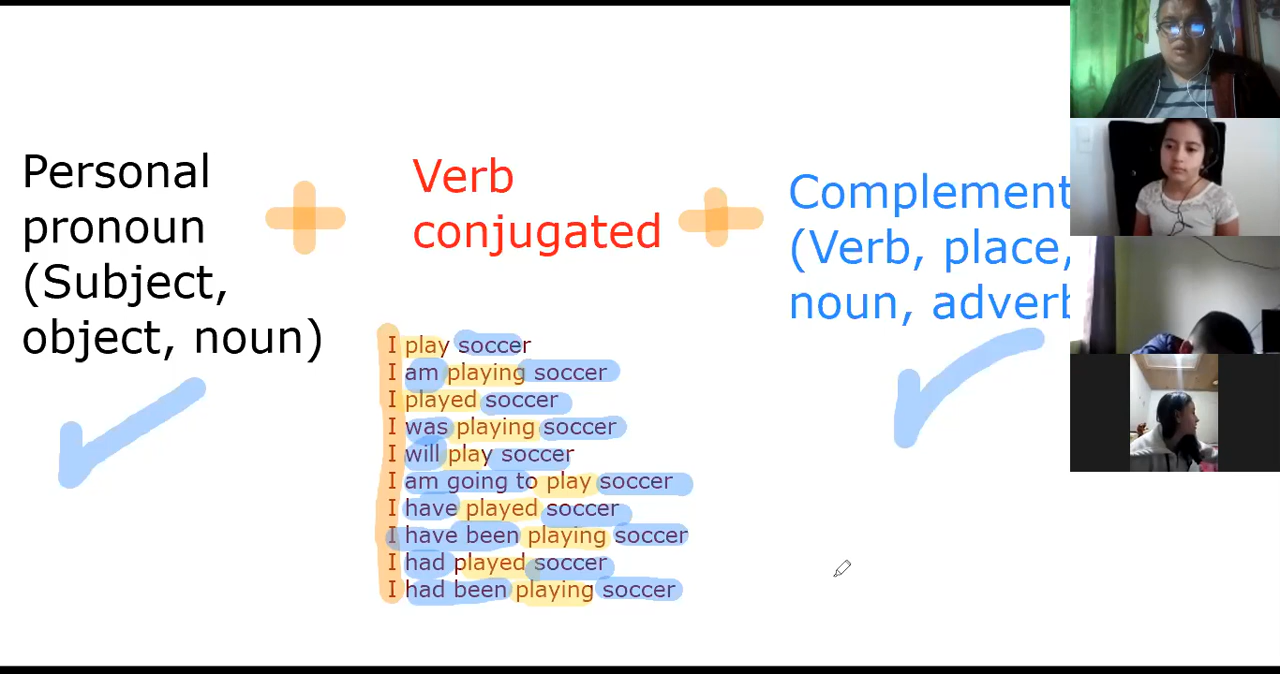 Personal
pronoun
(Subject,
object, noun)
Verb
conjugated
Complement
(Verb, place,
noun, adverb
I play soccer
I am playing soccer
I played soccer
I was playing soccer
I will play soccer
I am going to play soccer
I have played soccer
I have been playing soccer
I had played soccer
I had been playing soccer